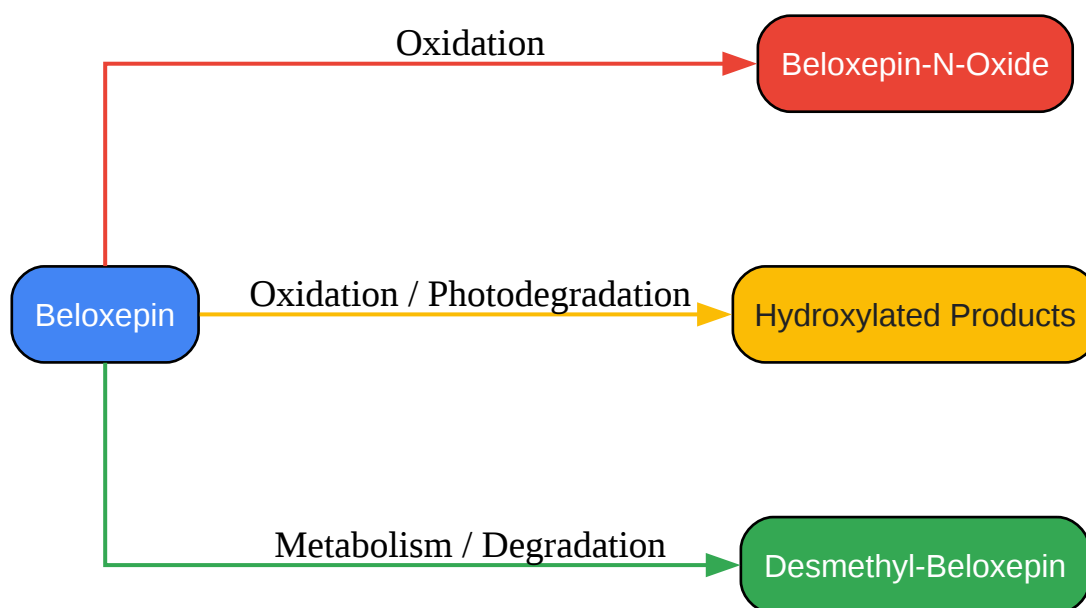 Oxidation
Beloxepin-N-Oxide
Beloxepin
Oxidation / Photodegradation
Hydroxylated Products
Metabolism / Degradation
Desmethyl-Beloxepin